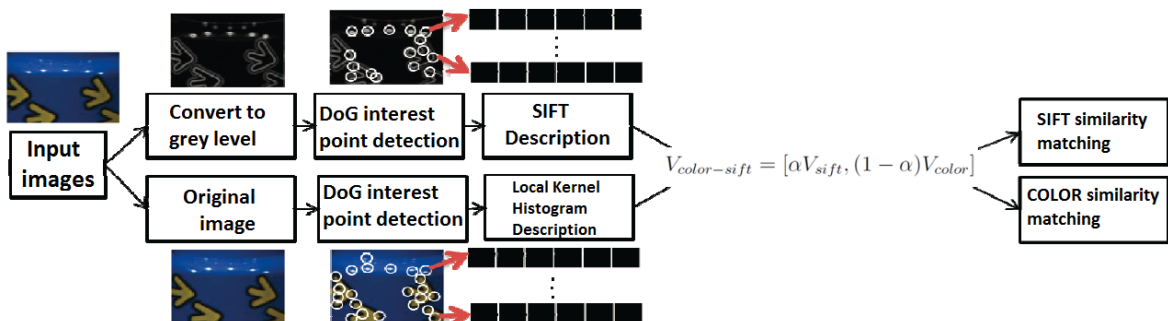 Input
images
Convert to
grey level
DoG interest
point detection
SIFT
Description
Original
image
DoG interest
point detection
Local Kernel
Histogram
Description
V_{color-sift} = [αV_{sift}, (1 − α)V_{color}]
SIFT similarity
matching
COLOR similarity
matching